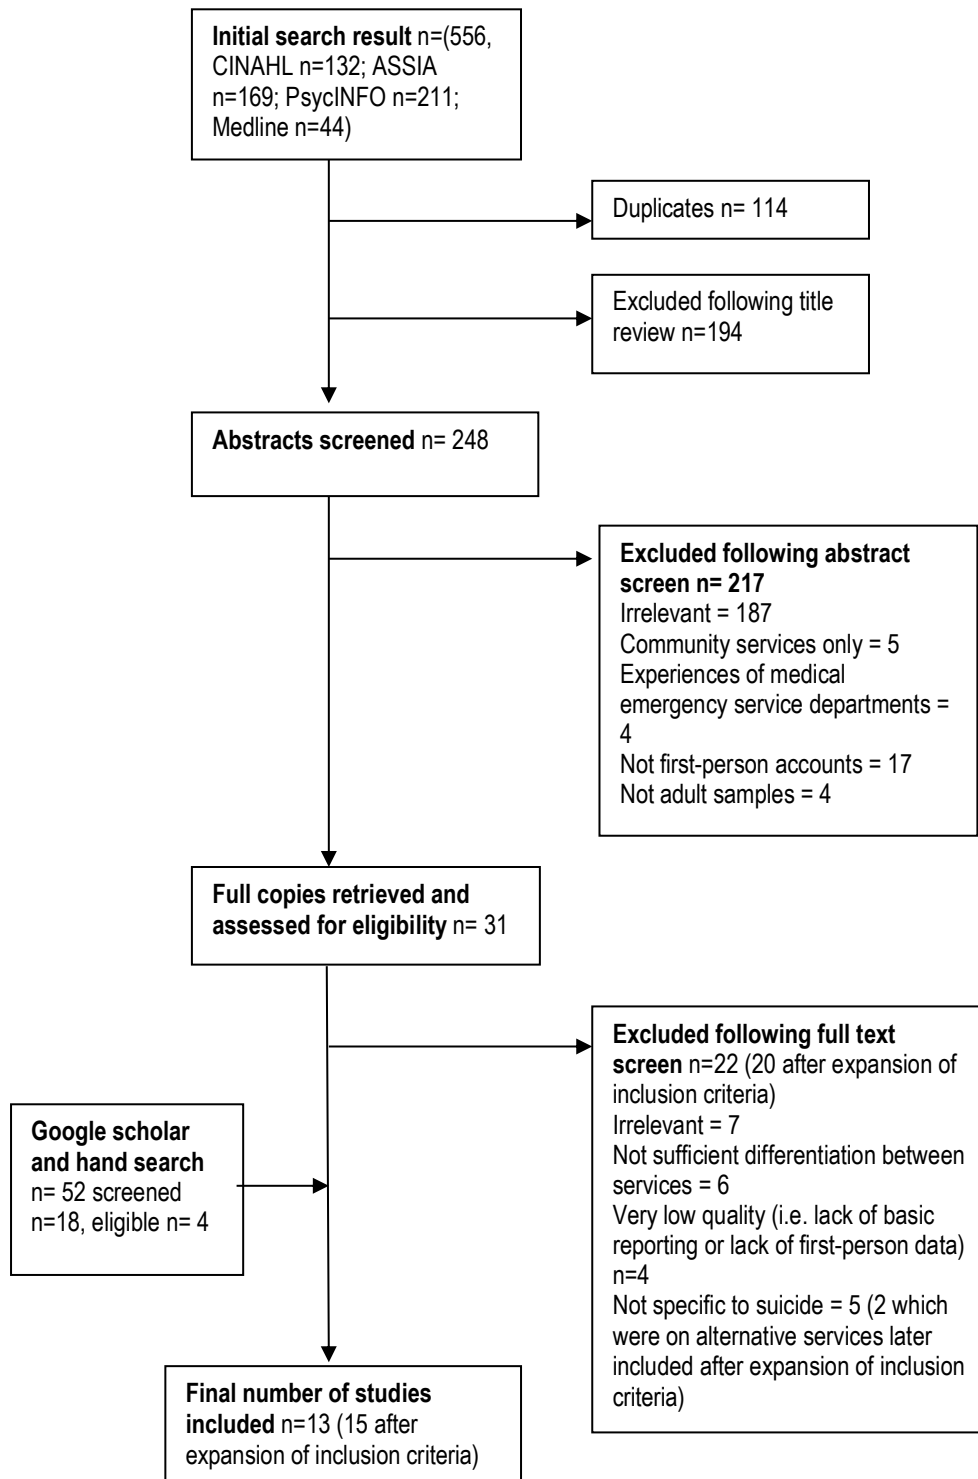 Initial search result n=(556,
CINAHL n=132; ASSIA
n=169; PsycINFO n=211;
Medline n=44)
Duplicates n= 114
Excluded following title
review n=194
Abstracts screened n= 248
Excluded following abstract
screen n= 217
Irrelevant = 187
Community services only = 5
Experiences of medical
emergency service departments =
4
Not first-person accounts = 17
Not adult samples = 4
Full copies retrieved and
assessed for eligibility n= 31
Excluded following full text
screen n=22 (20 after expansion of
inclusion criteria)
Irrelevant = 7
Not sufficient differentiation between
services = 6
Very low quality (i.e. lack of basic
reporting or lack of first-person data)
n=4
Not specific to suicide = 5 (2 which
were on alternative services later
included after expansion of inclusion
criteria)
Google scholar
and hand search
n= 52 screened
n=18, eligible n= 4
Final number of studies
included n=13 (15 after
expansion of inclusion criteria)